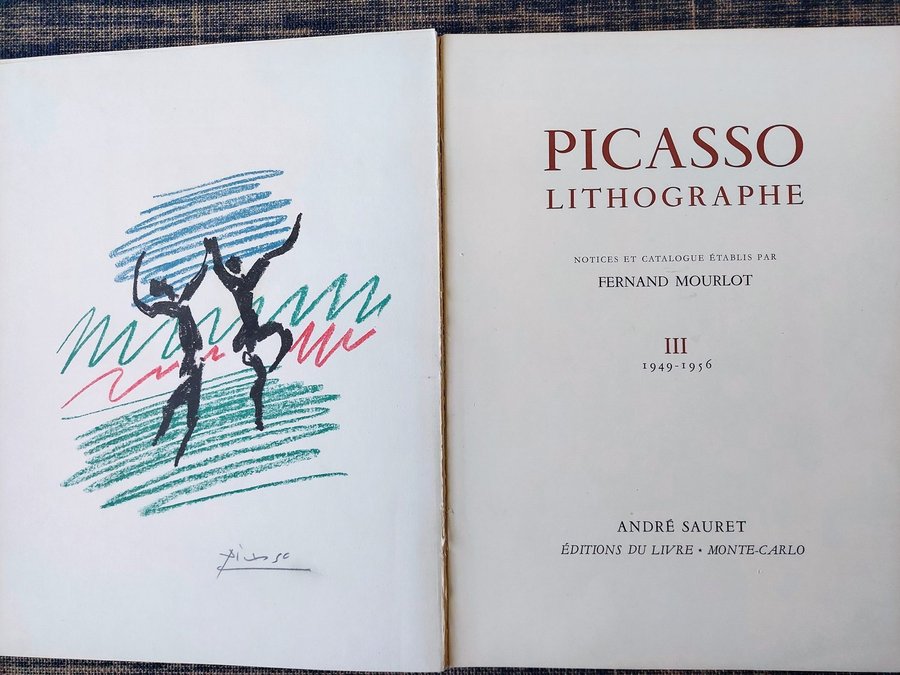 Picasso
PICASSO
LITHOGRAPHE
NOTICES ET CATALOGUE ÉTABLIS PAR
FERNAND MOURLOT
III
1949-1956
ANDRÉ SAURET
ÉDITIONS DU LIVRE • MONTE-CARLO